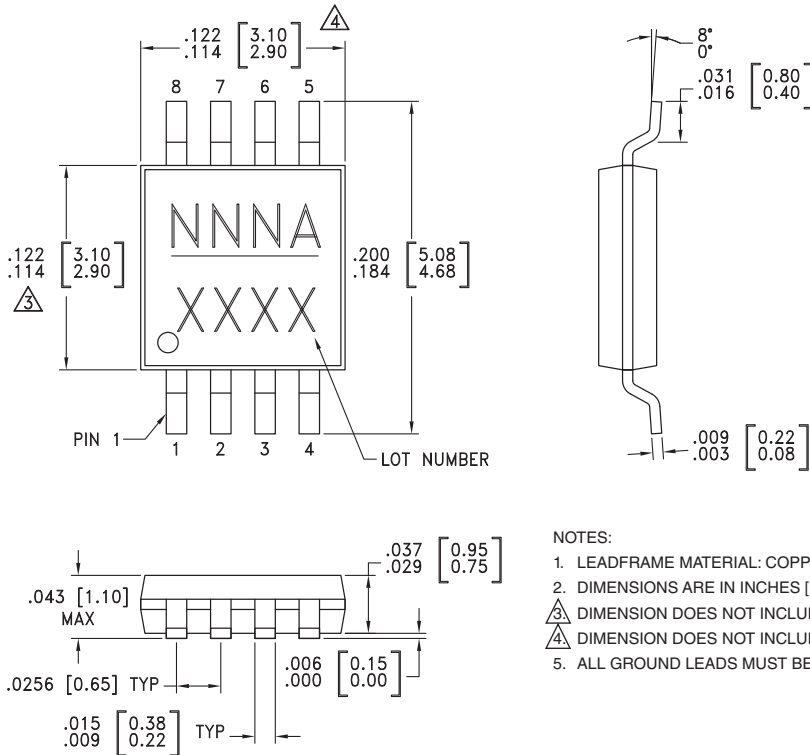 .122 [3.10]
.114 [2.90]
4
8 7 6 5
NNNA
XXXX
.122 [3.10]
.114 [2.90]
3
.200 [5.08]
.184 [4.68]
PIN 1
1 2 3 4
LOT NUMBER
8°
0°
.031 [0.80]
.016 [0.40]
.009 [0.22]
.003 [0.08]
.043 [1.10]
MAX
.037 [0.95]
.029 [0.75]
.0256 [0.65] TYP
.006 [0.15]
.000 [0.00]
.015 [0.38]
.009 [0.22]
TYP
NOTES:
1. LEADFRAME MATERIAL: COPP
2. DIMENSIONS ARE IN INCHES [
3. DIMENSION DOES NOT INCLU
4. DIMENSION DOES NOT INCLU
5. ALL GROUND LEADS MUST BE